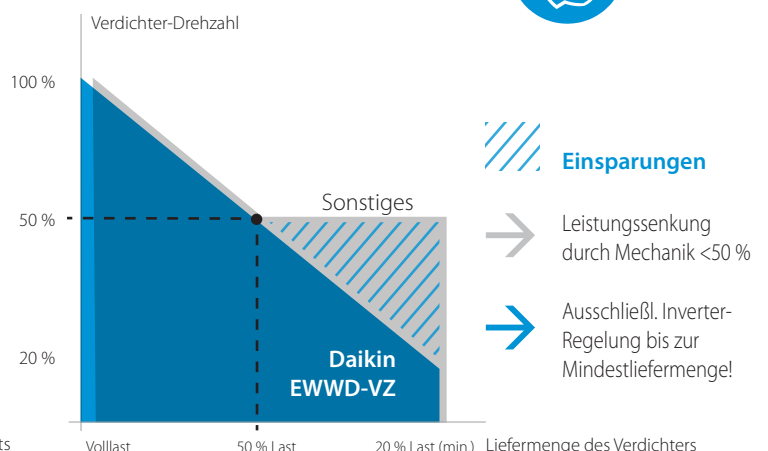 Verdichter-Drehzahl
100 %
Einsparungen
Sonstiges
50 %
Leistungssenkung
durch Mechanik <50 %
Ausschließl. Inverter-
Regelung bis zur
Mindestliefermenge!
20 %
Daikin
EWWD-VZ
ts
Volllast
50 % Last
20 % Last (min.)
Liefermenge des Verdichters